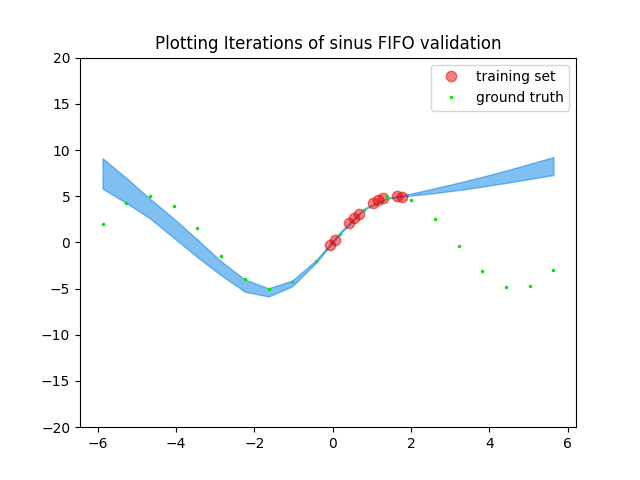 Plotting Iterations of sinus FIFO validation
training set
ground truth
20
15
10
5
0
−5
−10
−15
−20
−6 −4 −2 0 2 4 6